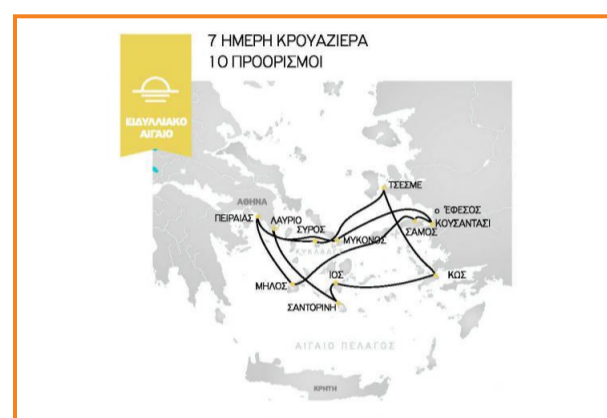 7 ΗΜΕΡΗ ΚΡΟΥΑΖΙΕΡΑ
10 ΠΡΟΟΡΙΣΜΟΙ
ΕΙΔΥΛΛΙΑΚΟ
ΑΙΓΑΙΟ
ΤΣΕΣΜΕ
ΑΘΗΝΑ
ΈΦΕΣΟΣ
ΠΕΙΡΑΙΑΣ
ΛΑΥΡΙΟ
ΣΥΡΟΣ
ΣΑΜΟΣ
ΚΟΥΣΑΝΤΑΣΙ
ΜΥΚΟΝΟΣ
ΜΗΛΟΣ
ΙΟΣ
ΚΩΣ
ΣΑΝΤΟΡΙΝΗ
ΑΙΓΑΙΟ ΠΕΛΑΓΟΣ
ΚΡΗΤΗ